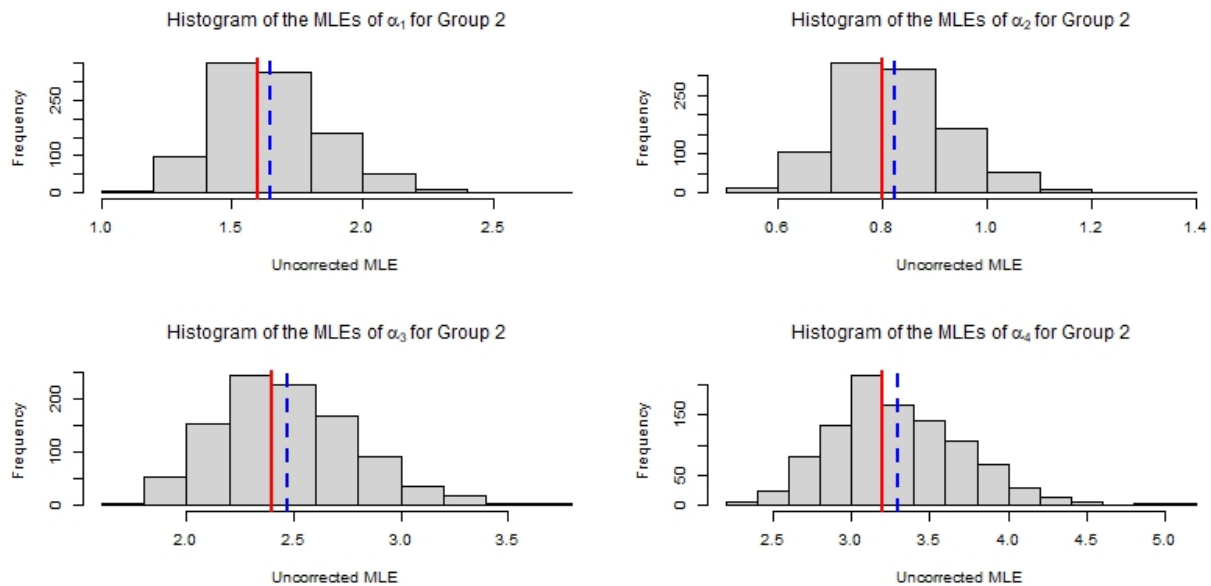 Histogram of the MLEs of α₁ for Group 2
Frequency
0 100 250
1.0 1.5 2.0 2.5
Uncorrected MLE
Histogram of the MLEs of α₂ for Group 2
Frequency
0 100 250
0.6 0.8 1.0 1.2 1.4
Uncorrected MLE
Histogram of the MLEs of α₃ for Group 2
Frequency
0 100 200
2.0 2.5 3.0 3.5
Uncorrected MLE
Histogram of the MLEs of α₄ for Group 2
Frequency
0 50 150
2.5 3.0 3.5 4.0 4.5 5.0
Uncorrected MLE